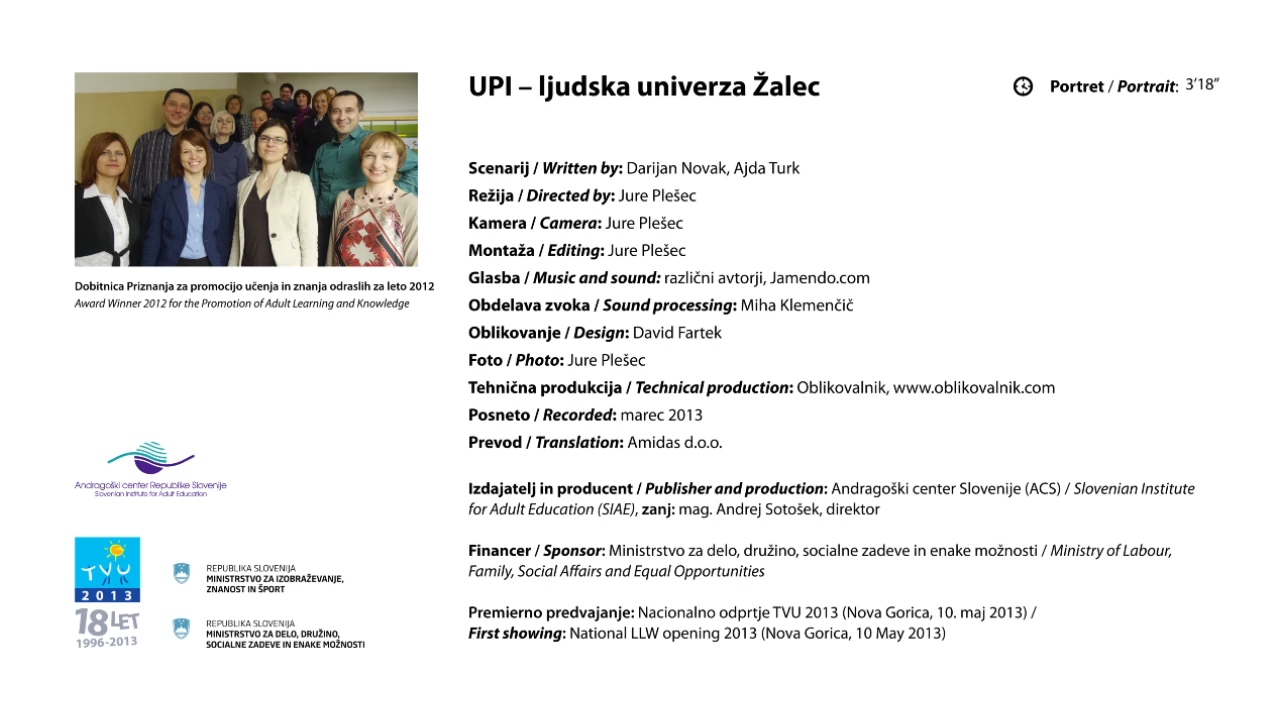 UPI – ljudska univerza Žalec
Portret / Portrait: 3’18”
Dobitnica Priznanja za promocijo učenja in znanja odraslih za leto 2012
Award Winner 2012 for the Promotion of Adult Learning and Knowledge
Scenarij / Written by: Darijan Novak, Ajda Turk
Režija / Directed by: Jure Plešec
Kamera / Camera: Jure Plešec
Montaža / Editing: Jure Plešec
Glasba / Music and sound: različni avtorji, Jamendo.com
Obdelava zvoka / Sound processing: Miha Klemenčič
Oblikovanje / Design: David Fartek
Foto / Photo: Jure Plešec
Tehnična produkcija / Technical production: Oblikovalnik, www.oblikovalnik.com
Posneto / Recorded: marec 2013
Prevod / Translation: Amidas d.o.o.
Izdajatelj in producent / Publisher and production: Andragoški center Slovenije (ACS) / Slovenian Institute
for Adult Education (SIAE), zanj: mag. Andrej Sotošek, direktor
Financer / Sponsor: Ministrstvo za delo, družino, socialne zadeve in enake možnosti / Ministry of Labour,
Family, Social Affairs and Equal Opportunities
Premierno predvajanje: Nacionalno odprtje TVU 2013 (Nova Gorica, 10. maj 2013) /
First showing: National LLW opening 2013 (Nova Gorica, 10 May 2013)
Andragoški center Republike Slovenije
Slovenian Institute for Adult Education
TVU
2013
18 LET
1996-2013
REPUBLIKA SLOVENIJA
MINISTRSTVO ZA IZOBRAŽEVANJE,
ZNANOST IN ŠPORT
REPUBLIKA SLOVENIJA
MINISTRSTVO ZA DELO, DRUŽINO,
SOCIALNE ZADEVE IN ENAKE MOŽNOSTI